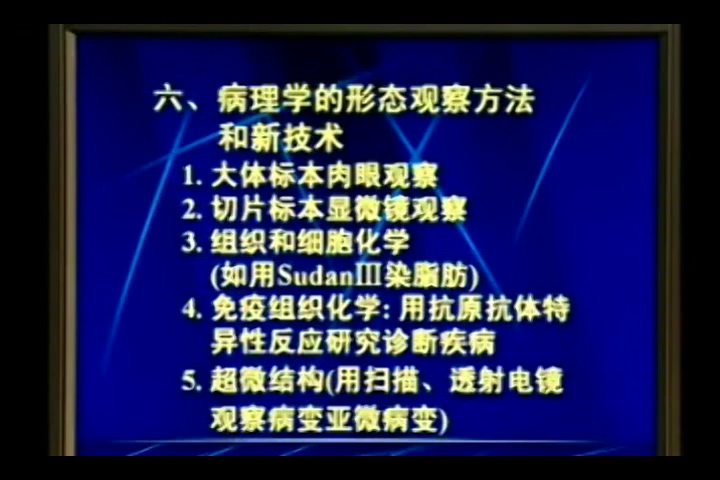 六、病理学的形态观察方法
和新技术
1. 大体标本肉眼观察
2. 切片标本显微镜观察
3. 组织和细胞化学
(如用SudanⅢ染脂肪)
4. 免疫组织化学: 用抗原抗体特
异性反应研究诊断疾病
5. 超微结构(用扫描、透射电镜
观察病变亚微病变)